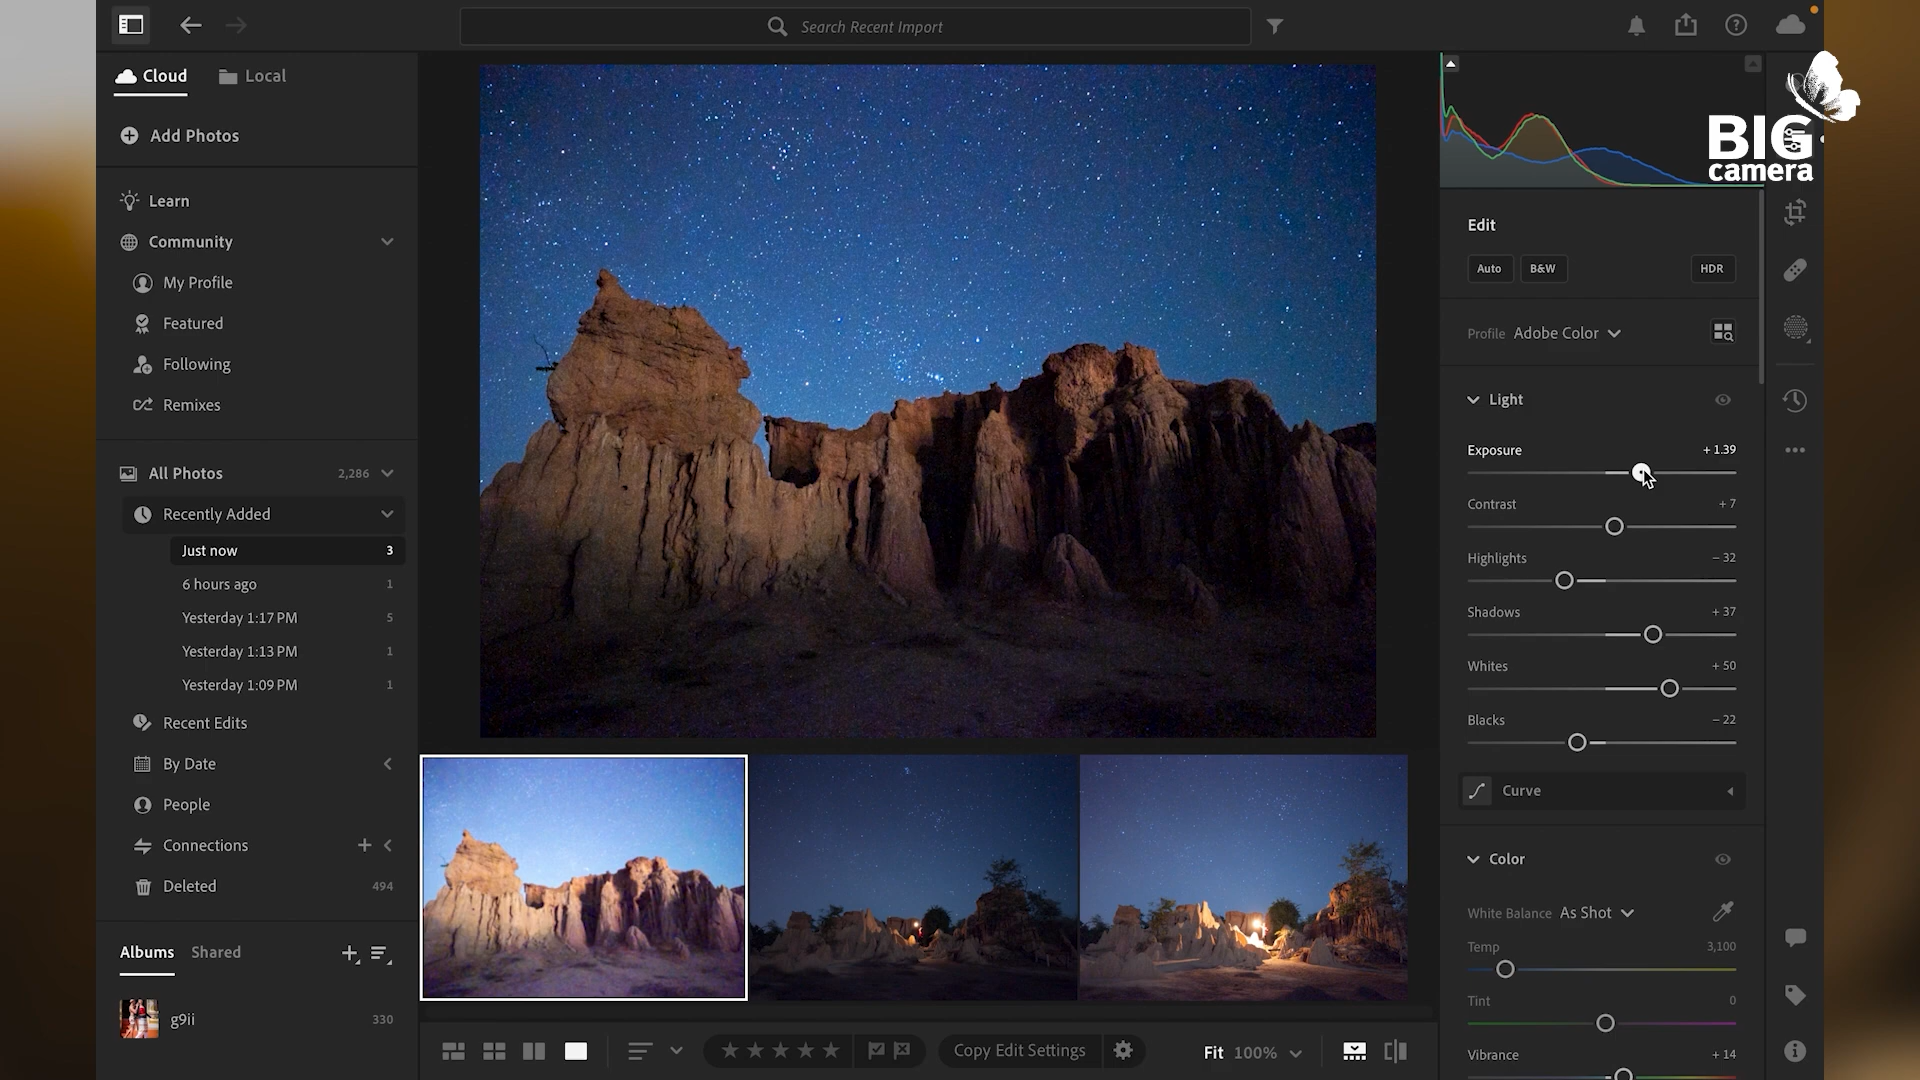 Search Recent Import
Cloud
Local
BIG
camera
Add Photos
Learn
Community
My Profile
Featured
Following
Remixes
All Photos 2,286
Recently Added
Just now 3
6 hours ago 1
Yesterday 1:17 PM 5
Yesterday 1:13 PM 1
Yesterday 1:09 PM 1
Recent Edits
By Date
People
Connections
Deleted 494
Albums
Shared
g9ii 330
Copy Edit Settings
Fit 100%
Edit
Auto
B&W
HDR
Profile Adobe Color
Light
Exposure + 1.39
Contrast + 7
Highlights – 32
Shadows + 37
Whites + 50
Blacks – 22
Curve
Color
White Balance As Shot
Temp 3,100
Tint 0
Vibrance + 14